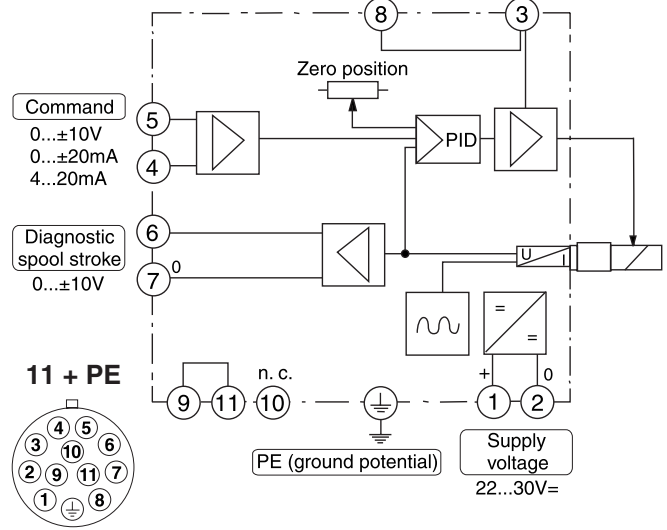 8 3
Zero position
Command
0...±10V
0...±20mA
4...20mA
5
4
PID
Diagnostic
spool stroke
0...±10V
6
7 0
U I
=
=
11 + PE
n. c.
+ 0
9 11 10 1 2
PE (ground potential)
Supply
voltage
22...30V=
4 5
3 10 6
2 9 11 7
1 8